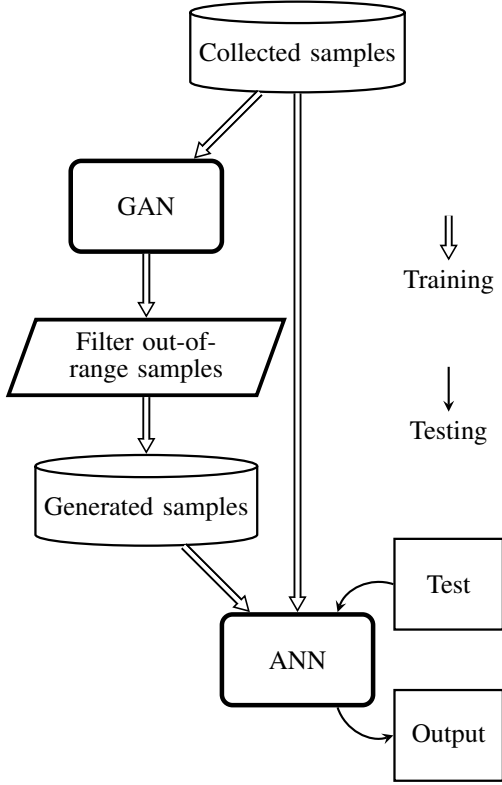 Collected samples
GAN
Training
Filter out-of-
range samples
Testing
Generated samples
Test
ANN
Output